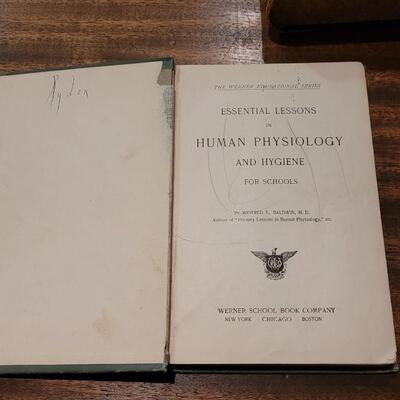 THE WERNER EDUCATIONAL SERIES
ESSENTIAL LESSONS
IN
HUMAN PHYSIOLOGY
AND HYGIENE
FOR SCHOOLS
BY WINFRED E. BALDWIN, M.D.
Author of "Primary Lessons in Human Physiology," etc.
WERNER SCHOOL BOOK COMPANY
NEW YORK CHICAGO BOSTON